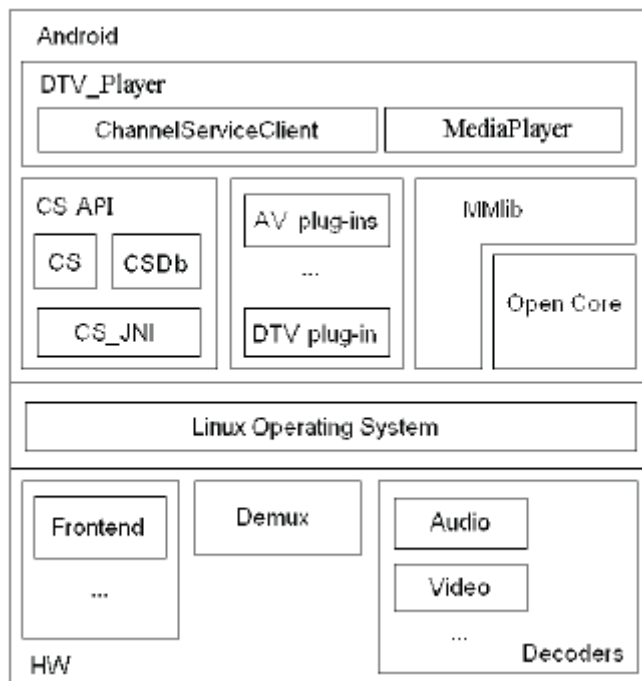 Android
DTV_Player
ChannelServiceClient
MediaPlayer
CS API
CS
CSDb
CS_JNI
AV plug-ins
...
DTV plug-in
MMlib
Open Core
Linux Operating System
Frontend
...
Demux
Audio
Video
...
Decoders
HW